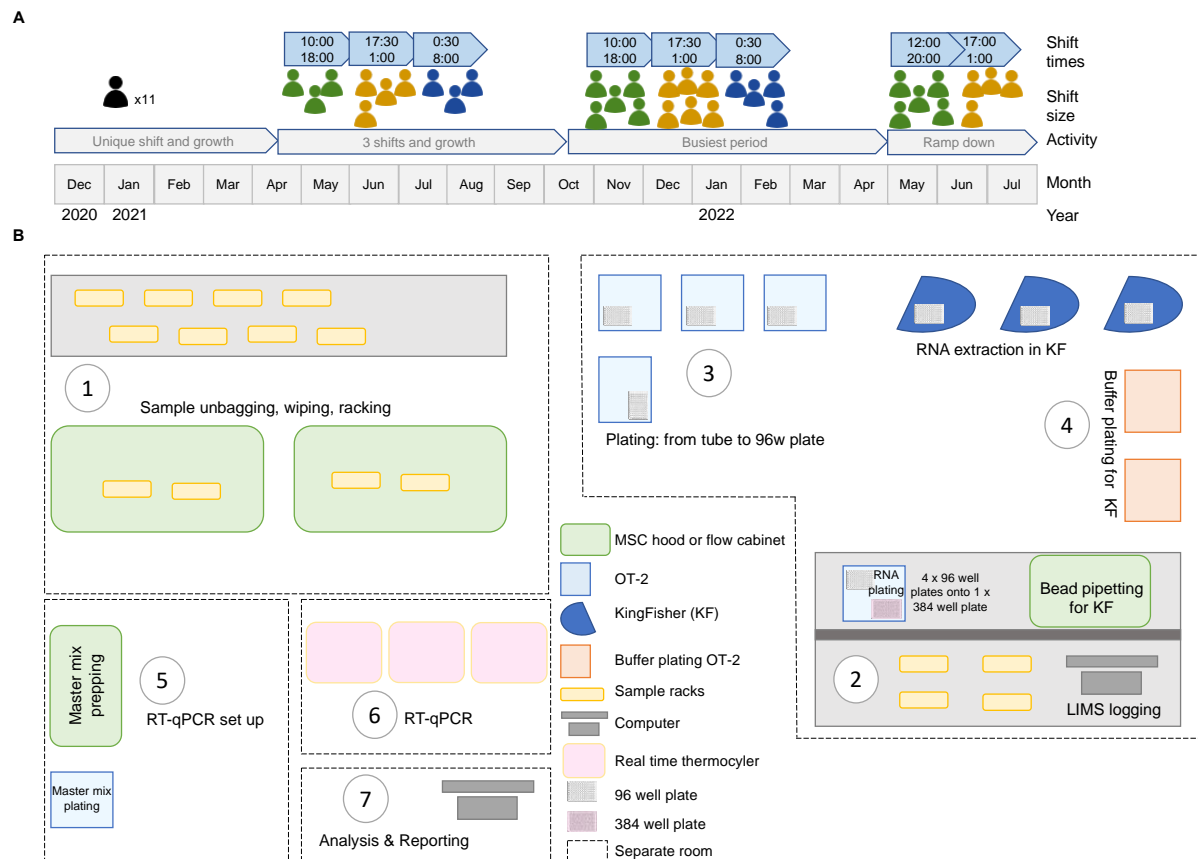 A
10:00
18:00
17:30
1:00
0:30
8:00
10:00
18:00
17:30
1:00
0:30
8:00
12:00
20:00
17:00
1:00
Shift
times
x11
Shift
size
Unique shift and growth
3 shifts and growth
Busiest period
Ramp down
Activity
Dec Jan Feb Mar Apr May Jun Jul Aug Sep Oct Nov Dec Jan Feb Mar Apr May Jun Jul Month
2020 2021 2022 Year
B
1
Sample unbagging, wiping, racking
3
Plating: from tube to 96w plate
RNA extraction in KF
4
Buffer plating for
KF
MSC hood or flow cabinet
OT-2
KingFisher (KF)
Buffer plating OT-2
Sample racks
Computer
Real time thermocyler
96 well plate
384 well plate
Separate room
RNA
plating
4 x 96 well
plates onto 1 x
384 well plate
Bead pipetting
for KF
2
LIMS logging
Master mix
prepping
5
RT-qPCR set up
Master mix
plating
6
RT-qPCR
7
Analysis & Reporting